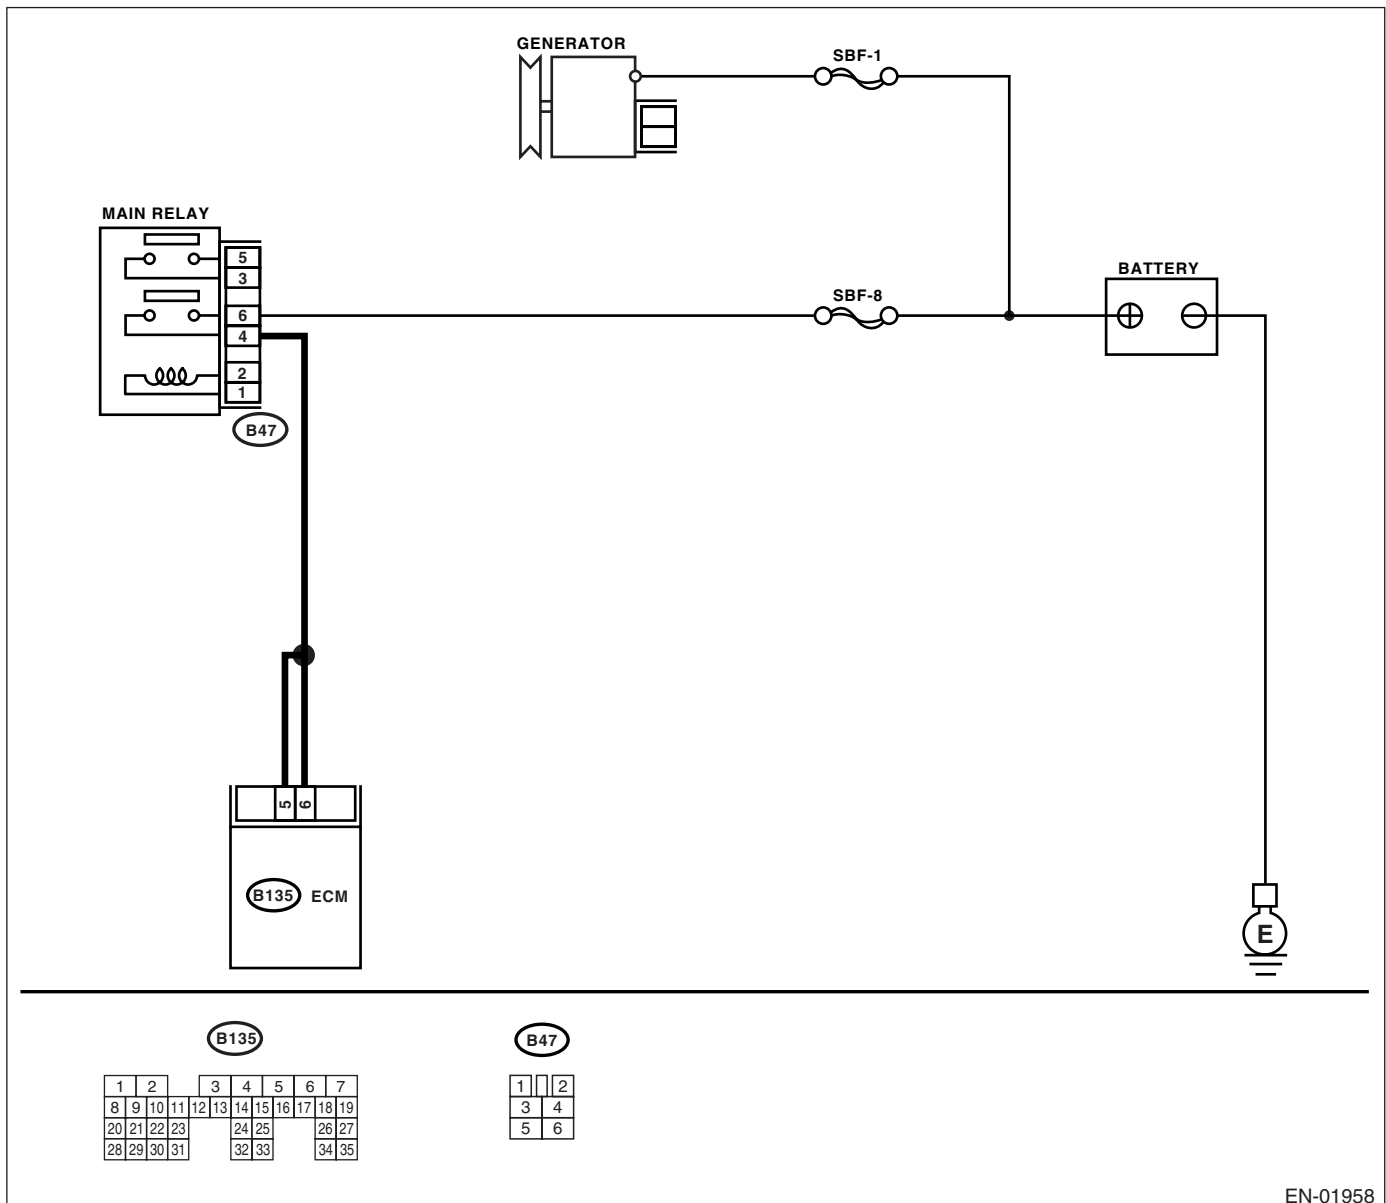 GENERATOR
SBF-1
MAIN RELAY
5
3
6
4
2
1
B47
SBF-8
BATTERY
5 6
B135 ECM
E
B135
1 2 3 4 5 6 7
8 9 10 11 12 13 14 15 16 17 18 19
20 21 22 23 24 25 26 27
28 29 30 31 32 33 34 35
B47
1 2
3 4
5 6
EN-01958